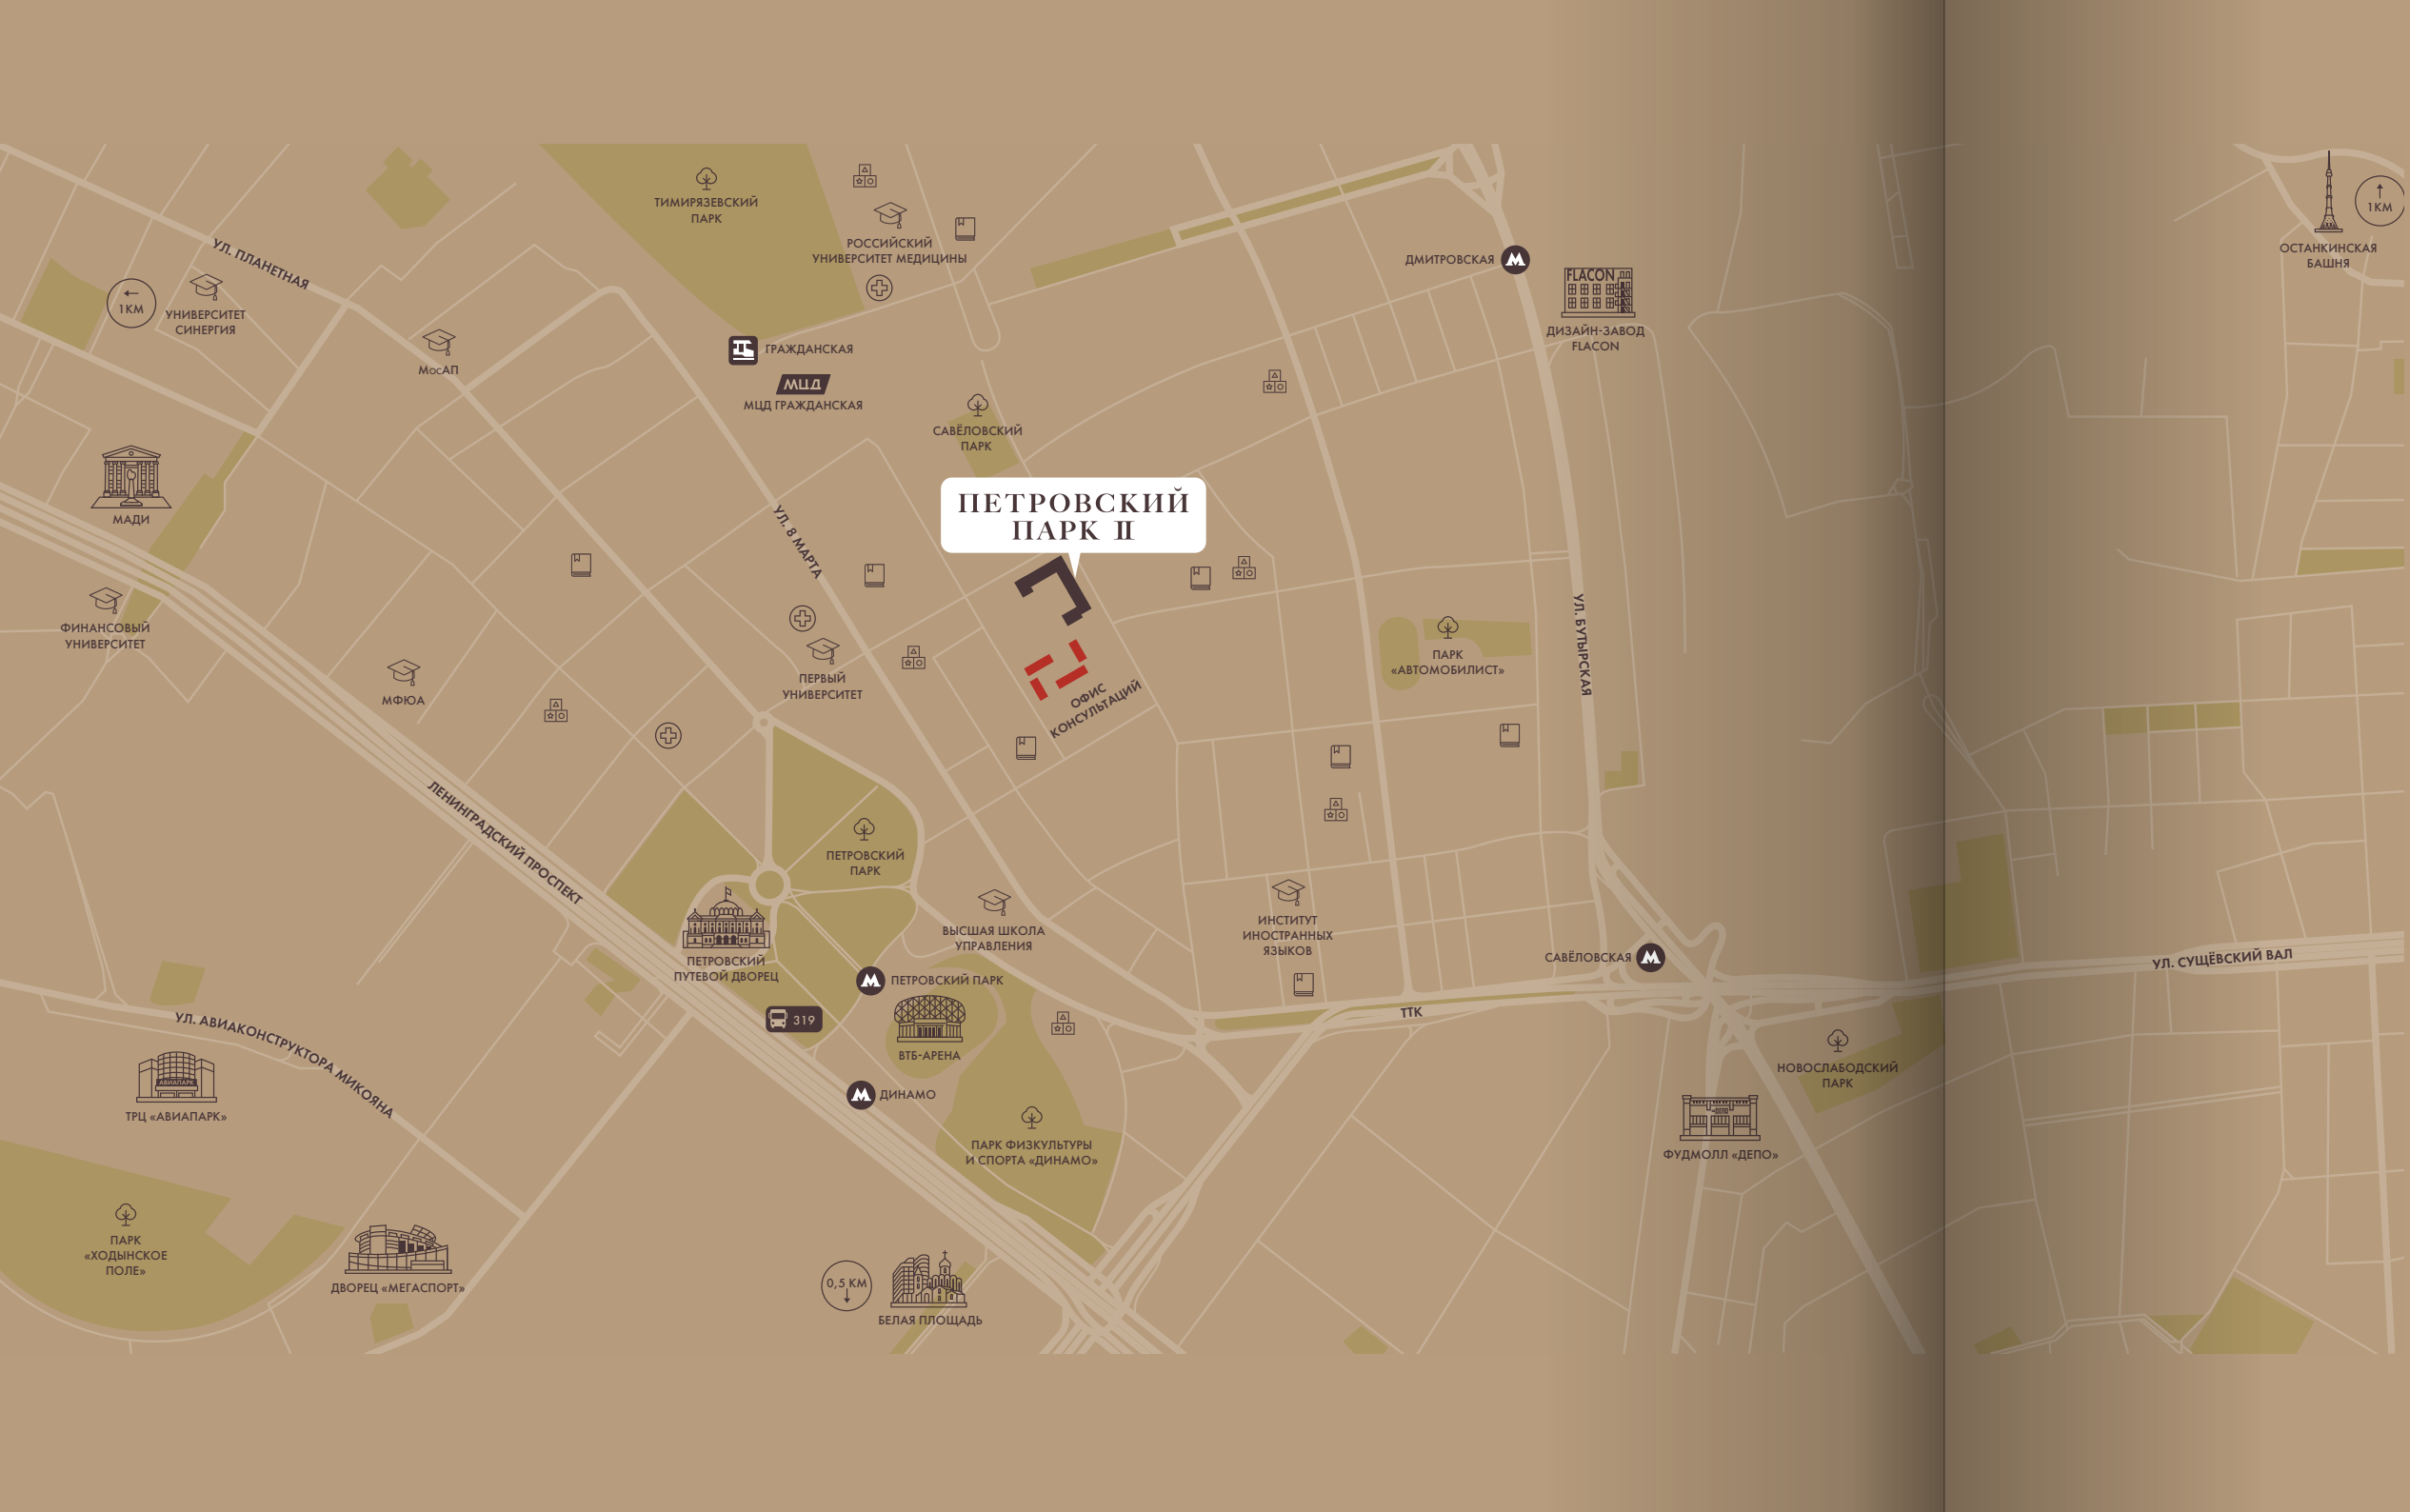 ТИМИРЯЗЕВСКИЙ
ПАРК
РОССИЙСКИЙ
УНИВЕРСИТЕТ МЕДИЦИНЫ
1КМ
ОСТАНКИНСКАЯ
БАШНЯ
УЛ. ПЛАНЕТНАЯ
ДМИТРОВСКАЯ
FLACON
ДИЗАЙН-ЗАВОД
FLACON
1КМ
УНИВЕРСИТЕТ
СИНЕРГИЯ
МосАП
ГРАЖДАНСКАЯ
МЦД
МЦД ГРАЖДАНСКАЯ
САВЁЛОВСКИЙ
ПАРК
ПЕТРОВСКИЙ
ПАРК II
МАДИ
УЛ. 8 МАРТА
ФИНАНСОВЫЙ
УНИВЕРСИТЕТ
МФЮА
ПЕРВЫЙ
УНИВЕРСИТЕТ
ОФИС
КОНСУЛЬТАЦИЙ
ПАРК
«АВТОМОБИЛИСТ»
УЛ. БУТЫРСКАЯ
ЛЕНИНГРАДСКИЙ ПРОСПЕКТ
ПЕТРОВСКИЙ
ПАРК
ПЕТРОВСКИЙ
ПУТЕВОЙ ДВОРЕЦ
ВЫСШАЯ ШКОЛА
УПРАВЛЕНИЯ
ИНСТИТУТ
ИНОСТРАННЫХ
ЯЗЫКОВ
САВЁЛОВСКАЯ
УЛ. СУЩЁВСКИЙ ВАЛ
ПЕТРОВСКИЙ ПАРК
319
ВТБ-АРЕНА
ТТК
УЛ. АВИАКОНСТРУКТОРА МИКОЯНА
АВИАПАРК
ТРЦ «АВИАПАРК»
ДИНАМО
НОВОСЛАБОДСКИЙ
ПАРК
ПАРК ФИЗКУЛЬТУРЫ
И СПОРТА «ДИНАМО»
ФУДМОЛЛ «ДЕПО»
ПАРК
«ХОДЫНСКОЕ
ПОЛЕ»
ДВОРЕЦ «МЕГАСПОРТ»
0,5 КМ
БЕЛАЯ ПЛОЩАДЬ